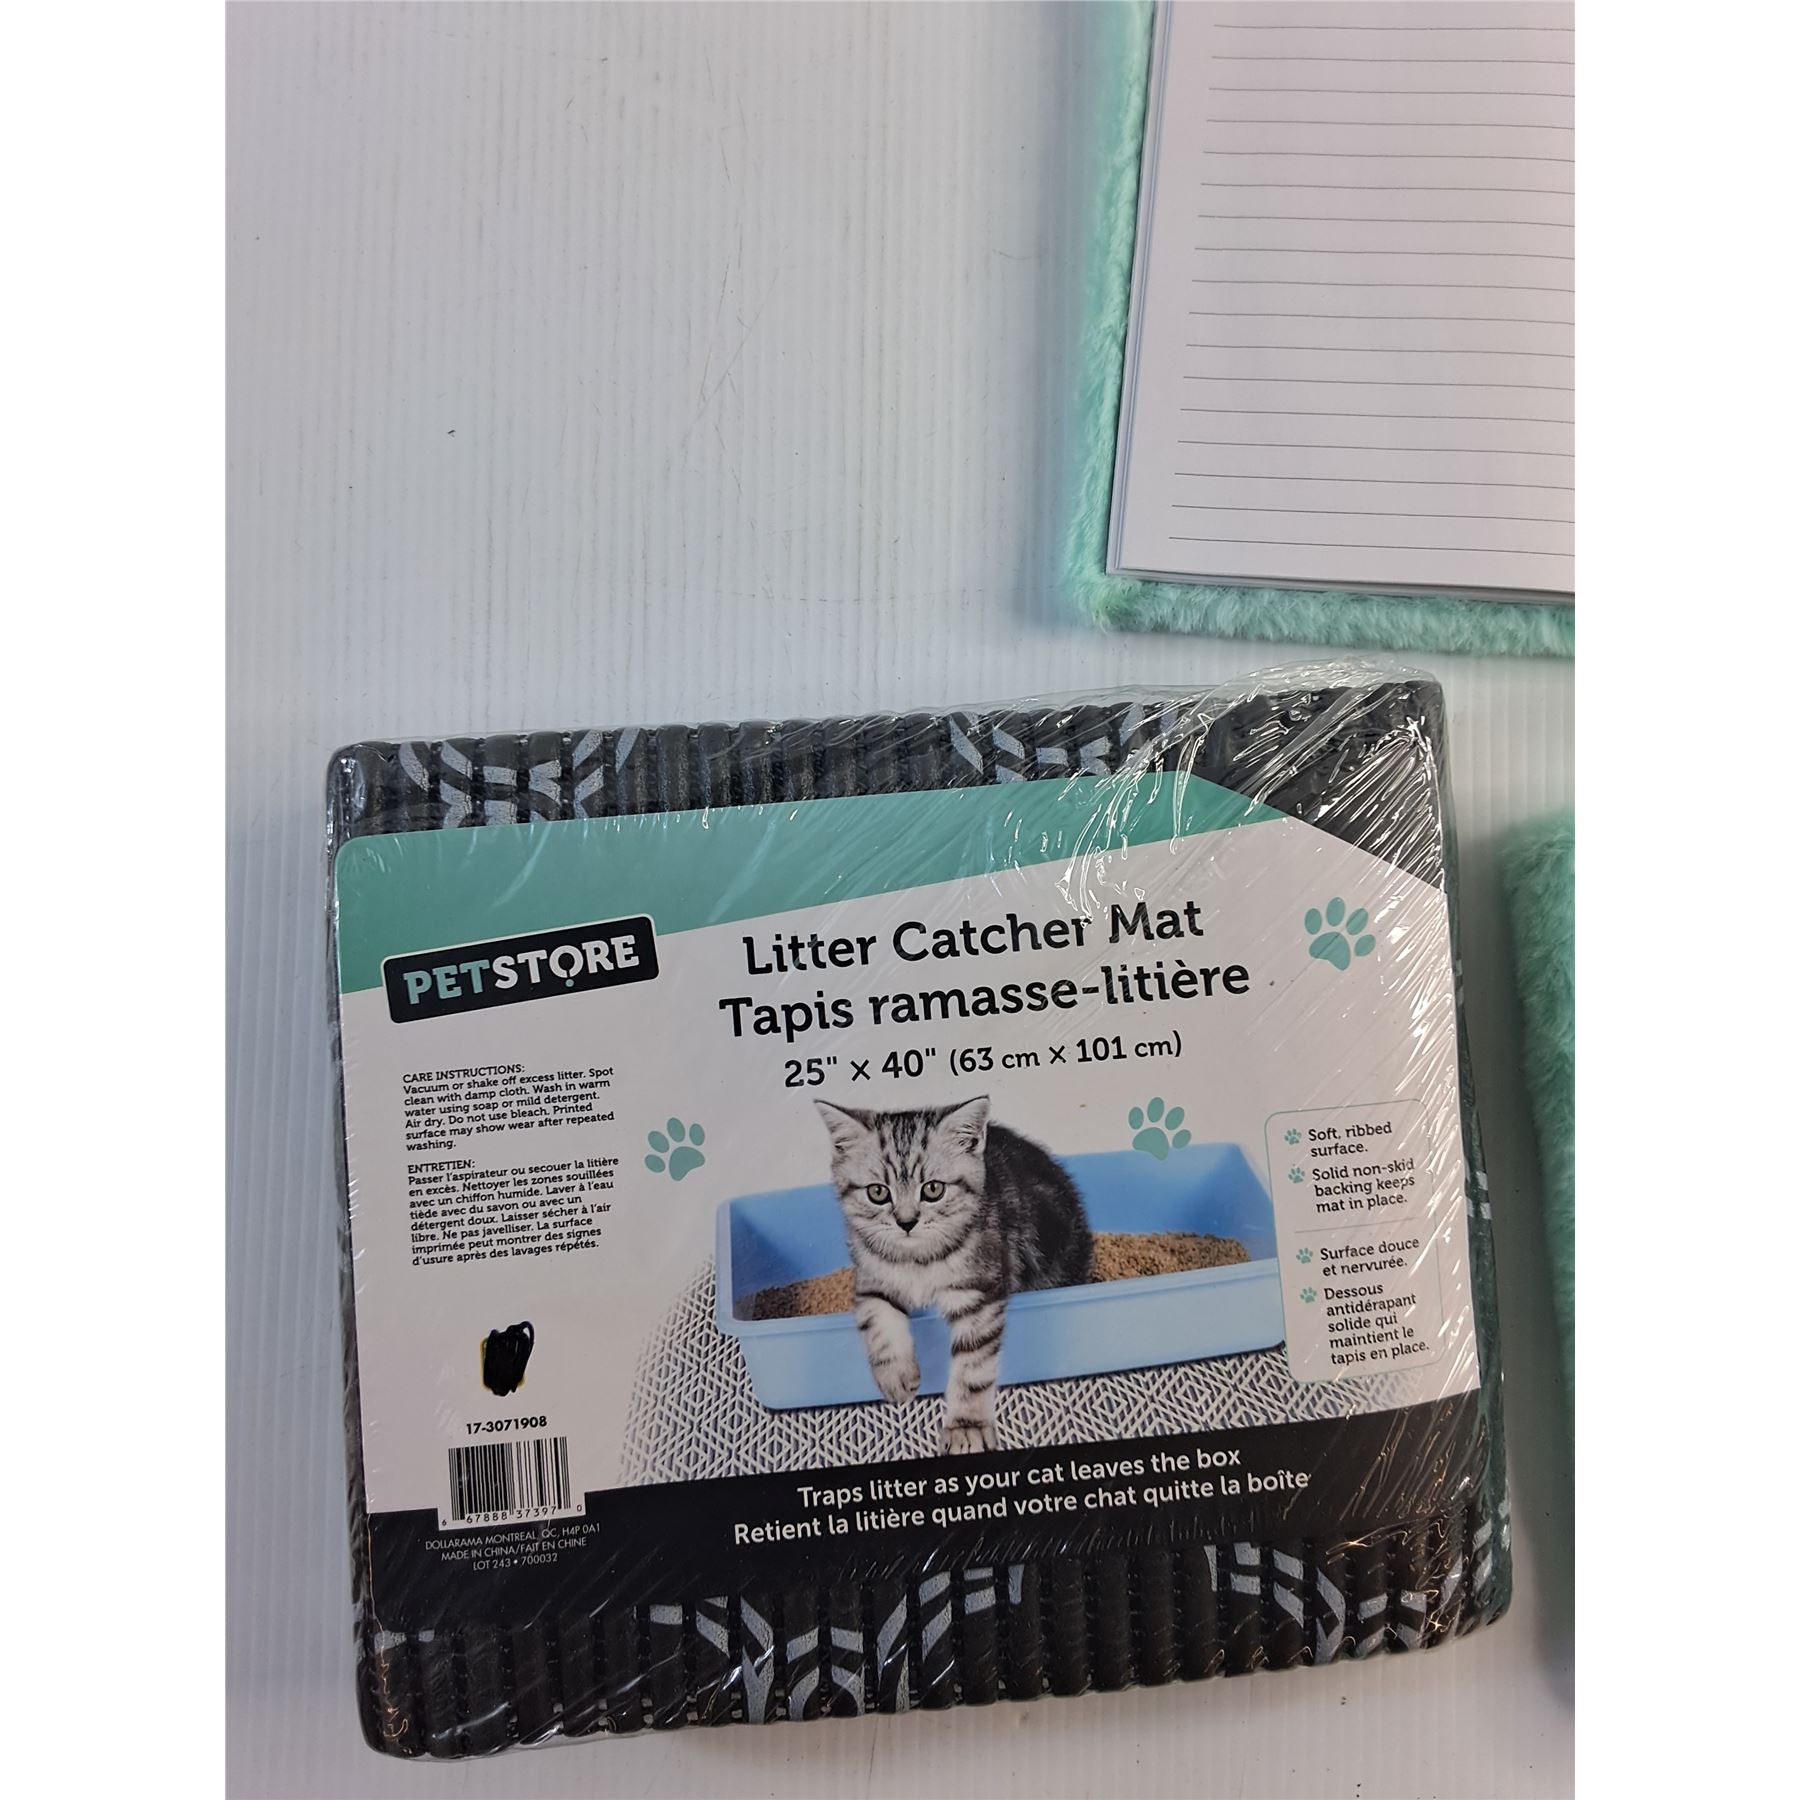 PETSTORE
Litter Catcher Mat
Tapis ramasse-litière
25" × 40" (63 cm × 101 cm)
CARE INSTRUCTIONS:
Vacuum or shake off excess litter. Spot
clean with damp cloth. Wash in warm
water using soap or mild detergent.
Air dry. Do not use bleach. Printed
surface may show wear after repeated
washing.
ENTRETIEN:
Passer l'aspirateur ou secouer la litière
en excès. Nettoyer les zones souillées
avec un chiffon humide. Laver à l'eau
tiède avec du savon ou avec un
détergent doux. Laisser sécher à l'air
libre. Ne pas javelliser. La surface
imprimée peut montrer des signes
d'usure après des lavages répétés.
Soft, ribbed
surface.
Solid non-skid
backing keeps
mat in place.
Surface douce
et nervurée.
Dessous
antidérapant
solide qui
maintient le
tapis en place.
17-3071908
6 67888 37397 0
DOLLARAMA MONTREAL, QC, H4P 0A1
MADE IN CHINA/FAIT EN CHINE
LOT 243 • 700032
Traps litter as your cat leaves the box
Retient la litière quand votre chat quitte la boîte